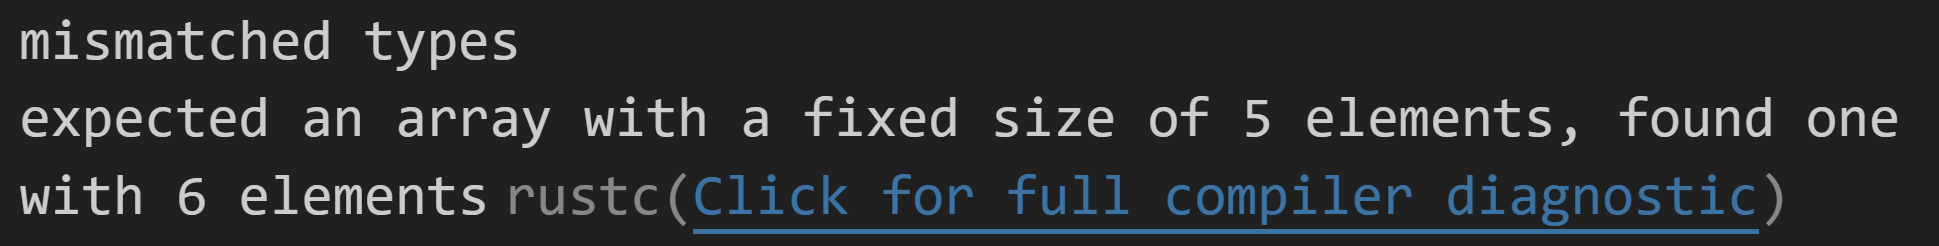 mismatched types
expected an array with a fixed size of 5 elements, found one
with 6 elements rustc(Click for full compiler diagnostic)